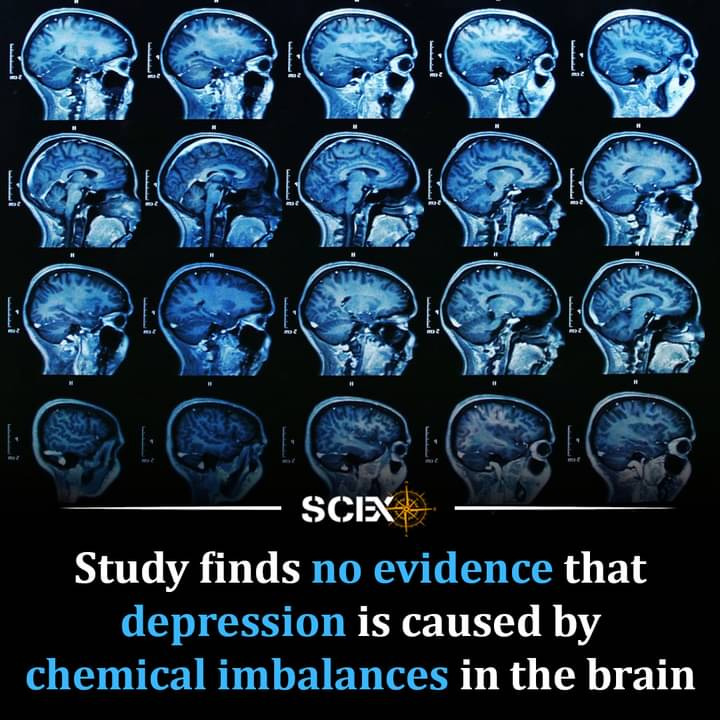 SCIEX
Study finds no evidence that
depression is caused by
chemical imbalances in the brain